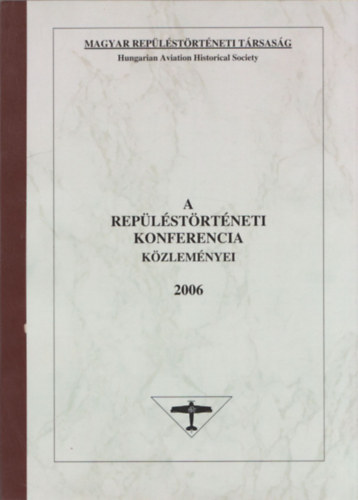 MAGYAR REPÜLÉSTÖRTÉNETI TÁRSASÁG
Hungarian Aviation Historical Society
A
REPÜLÉSTÖRTÉNETI
KONFERENCIA
KÖZLEMÉNYEI
2006